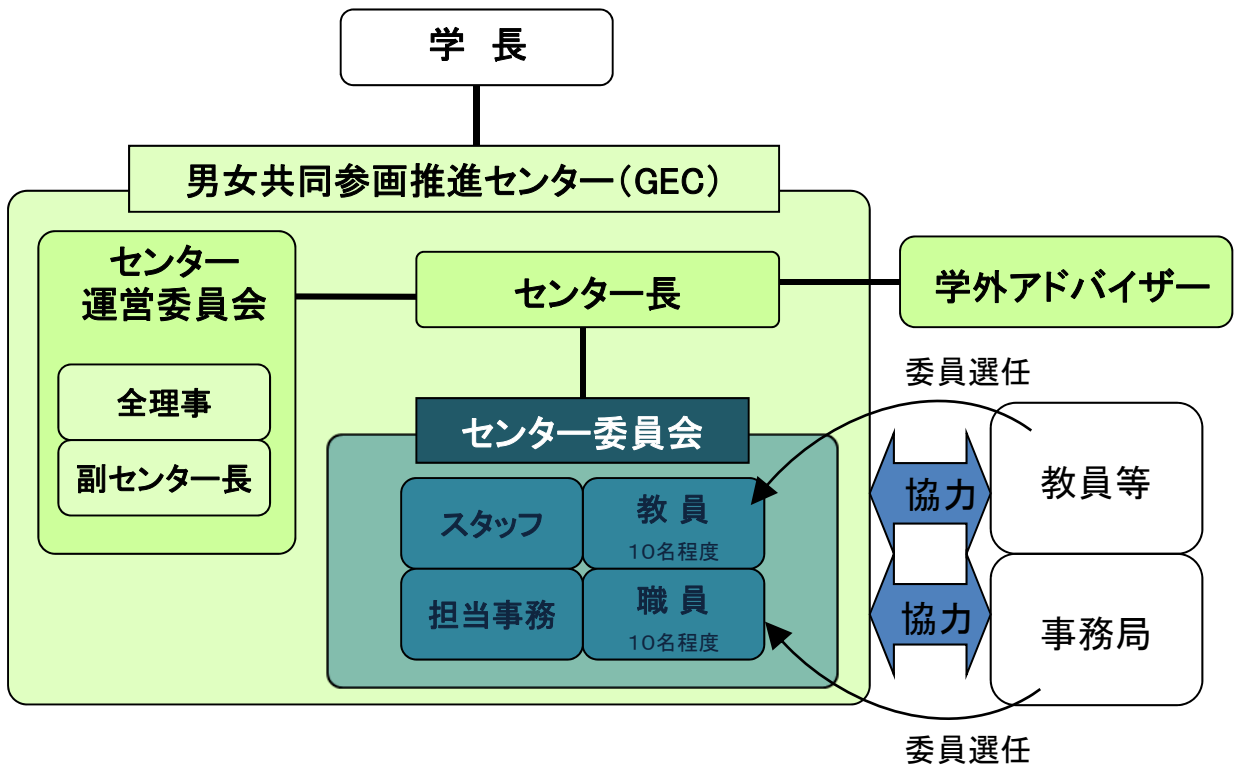 学　長
男女共同参画推進センター（GEC）
センター
運営委員会
全理事
副センター長
センター長
学外アドバイザー
センター委員会
スタッフ
教 員
10名程度
担当事務
職 員
10名程度
委員選任
協力
教員等
協力
事務局
委員選任